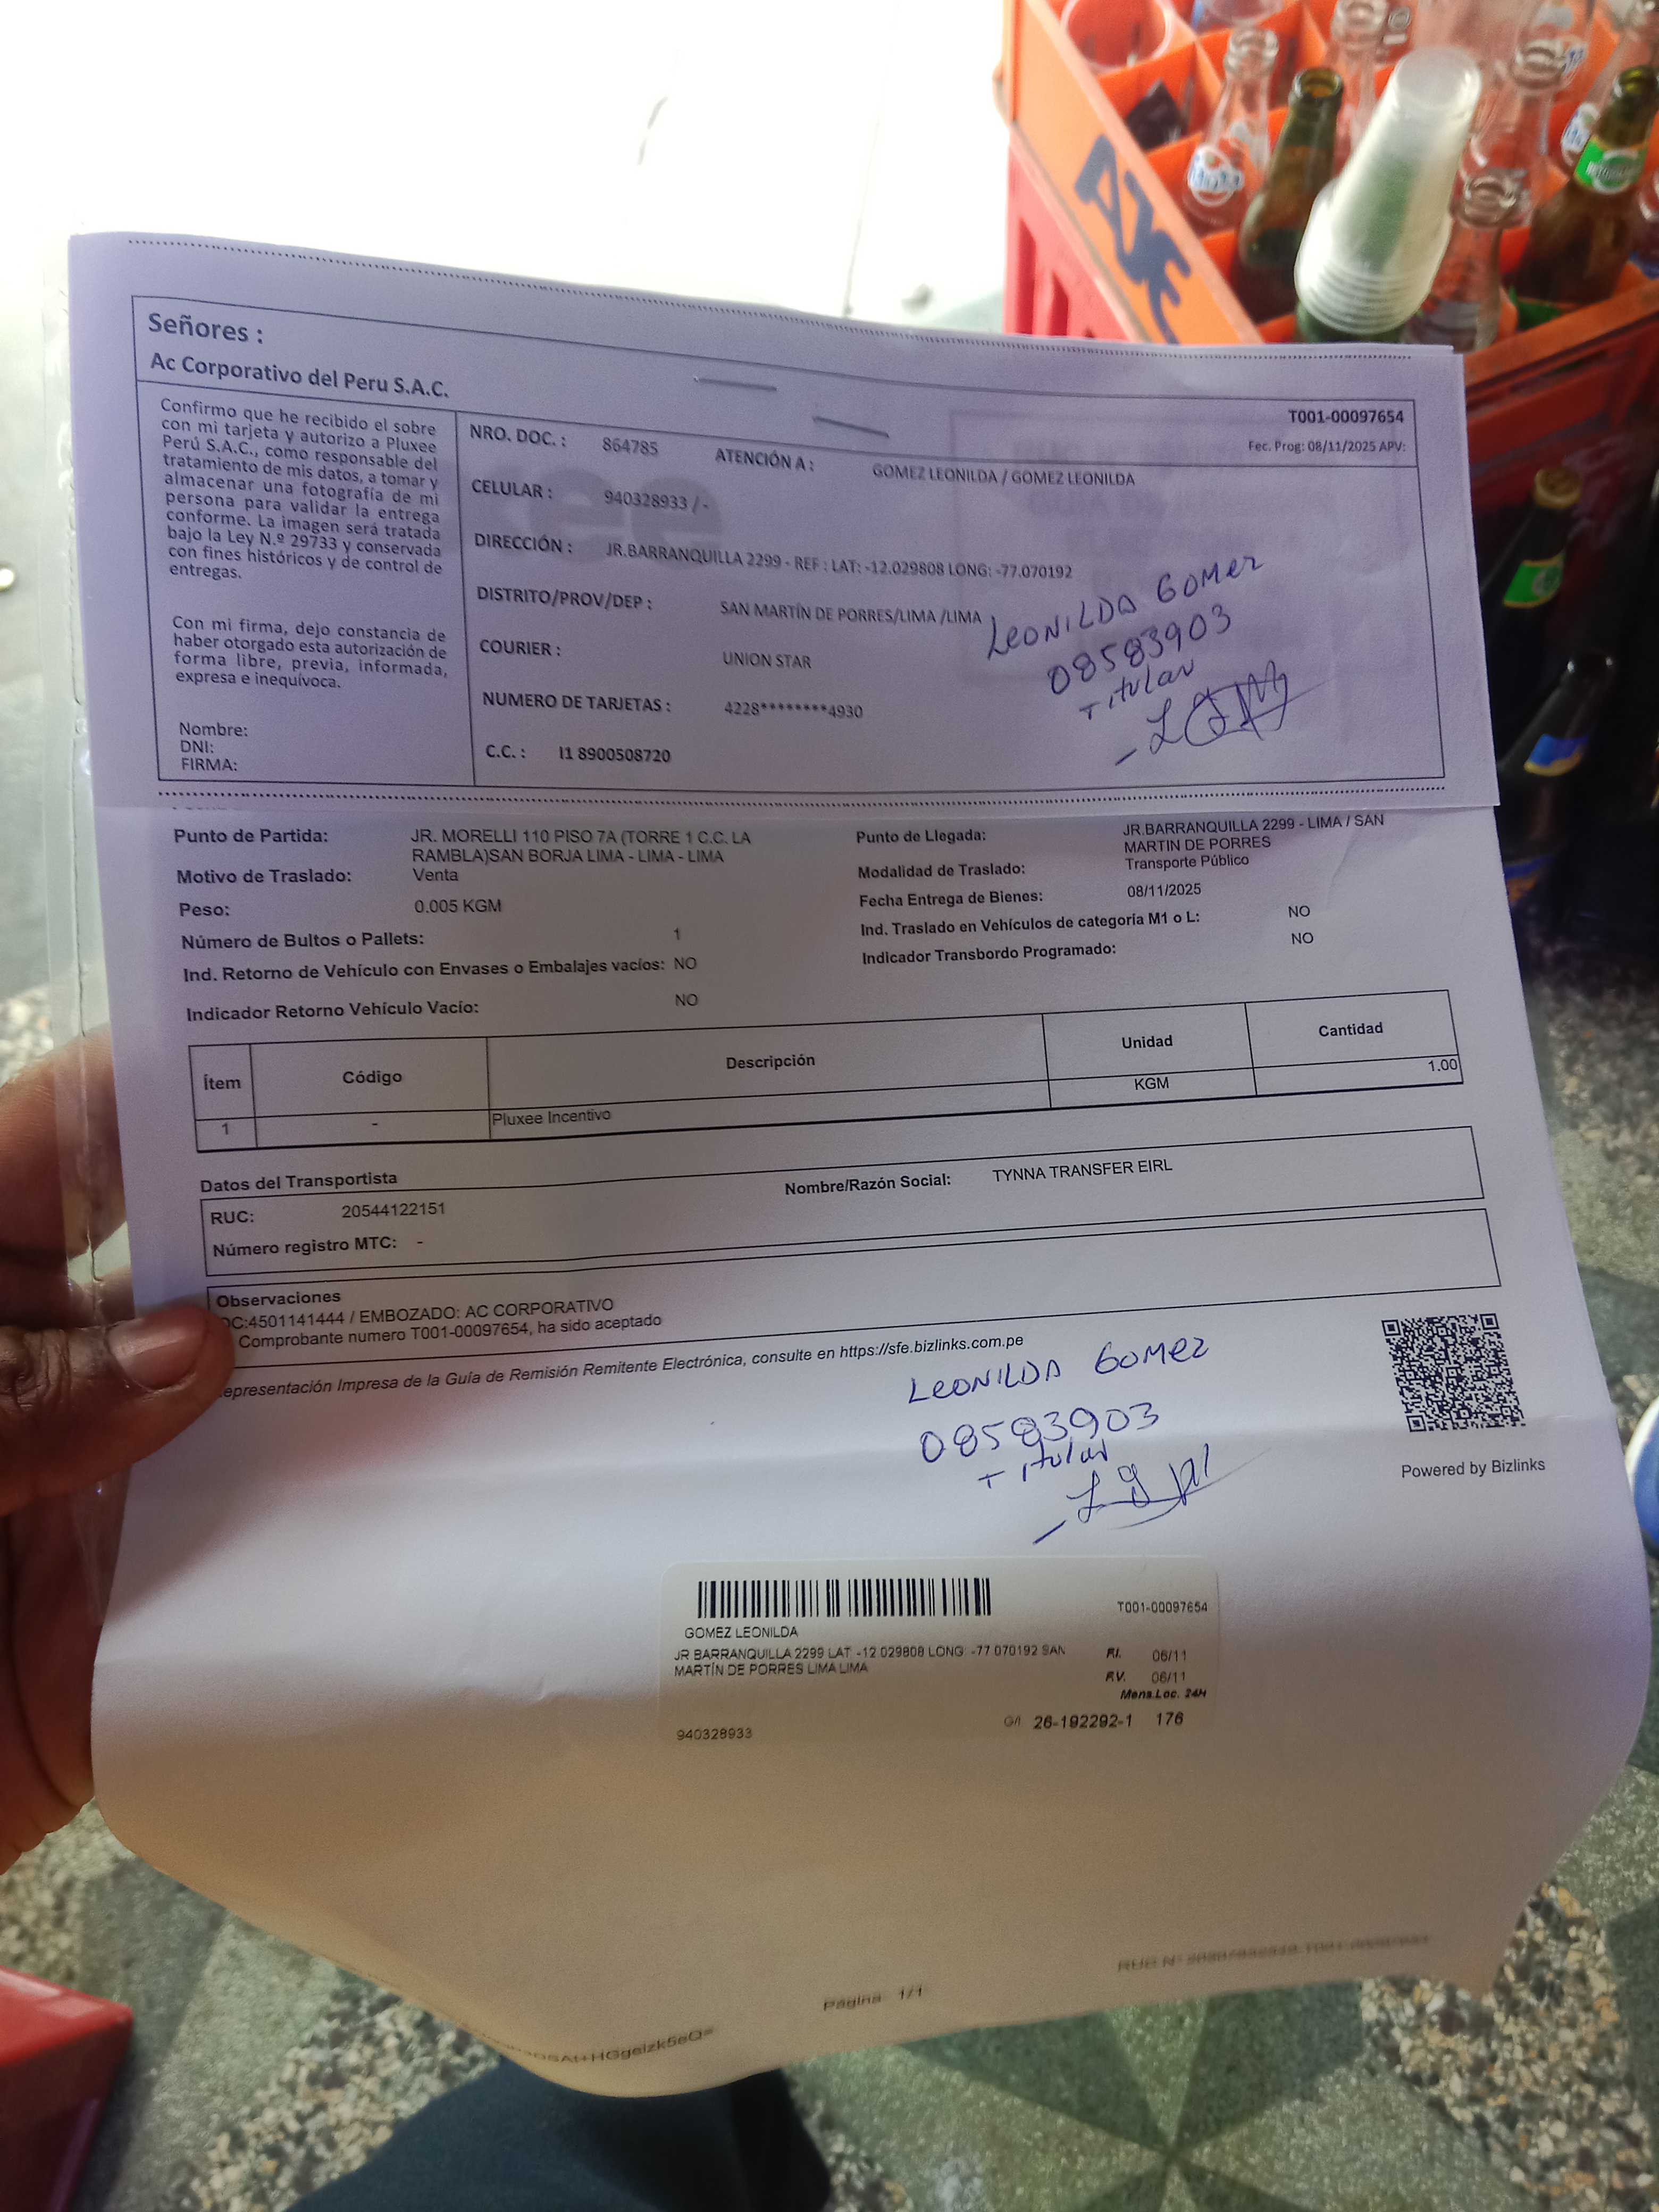 Señores :
Ac Corporativo del Peru S.A.C.
T001-00097654
Fec. Prog: 08/11/2025 APV:
Confirmo que he recibido el sobre
con mi tarjeta y autorizo a Pluxee
Perú S.A.C., como responsable del
tratamiento de mis datos, a tomar y
almacenar una fotografía de mi
persona para validar la entrega
conforme. La imagen será tratada
bajo la Ley N.º 29733 y conservada
con fines históricos y de control de
entregas.
Con mi firma, dejo constancia de
haber otorgado esta autorización de
forma libre, previa, informada,
expresa e inequívoca.
Nombre:
DNI:
FIRMA:
NRO. DOC. : 864785 ATENCIÓN A : GOMEZ LEONILDA / GOMEZ LEONILDA
CELULAR : 940328933 / -
DIRECCIÓN : JR.BARRANQUILLA 2299 - REF : LAT: -12.029808 LONG: -77.070192
DISTRITO/PROV/DEP : SAN MARTÍN DE PORRES/LIMA /LIMA
COURIER : UNION STAR
NUMERO DE TARJETAS : 4228********4930
C.C. : I1 8900508720
LEONILDA GOMEZ
08583903
Titular
Punto de Partida: JR. MORELLI 110 PISO 7A (TORRE 1 C.C. LA
RAMBLA)SAN BORJA LIMA - LIMA - LIMA
Motivo de Traslado: Venta
Peso: 0.005 KGM
Número de Bultos o Pallets: 1
Ind. Retorno de Vehículo con Envases o Embalajes vacíos: NO
Indicador Retorno Vehículo Vacío: NO
Punto de Llegada: JR.BARRANQUILLA 2299 - LIMA / SAN
MARTIN DE PORRES
Modalidad de Traslado: Transporte Público
Fecha Entrega de Bienes: 08/11/2025
Ind. Traslado en Vehículos de categoría M1 o L: NO
Indicador Transbordo Programado: NO
Ítem Código Descripción Unidad Cantidad
1 - Pluxee Incentivo KGM 1.00
Datos del Transportista
RUC: 20544122151 Nombre/Razón Social: TYNNA TRANSFER EIRL
Número registro MTC: -
Observaciones
OC:4501141444 / EMBOZADO: AC CORPORATIVO
Comprobante numero T001-00097654, ha sido aceptado
epresentación Impresa de la Guía de Remisión Remitente Electrónica, consulte en https://sfe.bizlinks.com.pe
LEONILDA GOMEZ
08583903
Titular
Powered by Bizlinks
T001-00097654
GOMEZ LEONILDA
JR BARRANQUILLA 2299 LAT -12 029808 LONG -77 070192 SAN
MARTÍN DE PORRES LIMA LIMA
F.I. 06/11
F.V. 06/11
Mens.Loc. 24H
G/I 26-192292-1 176
940328933
Página 1/1